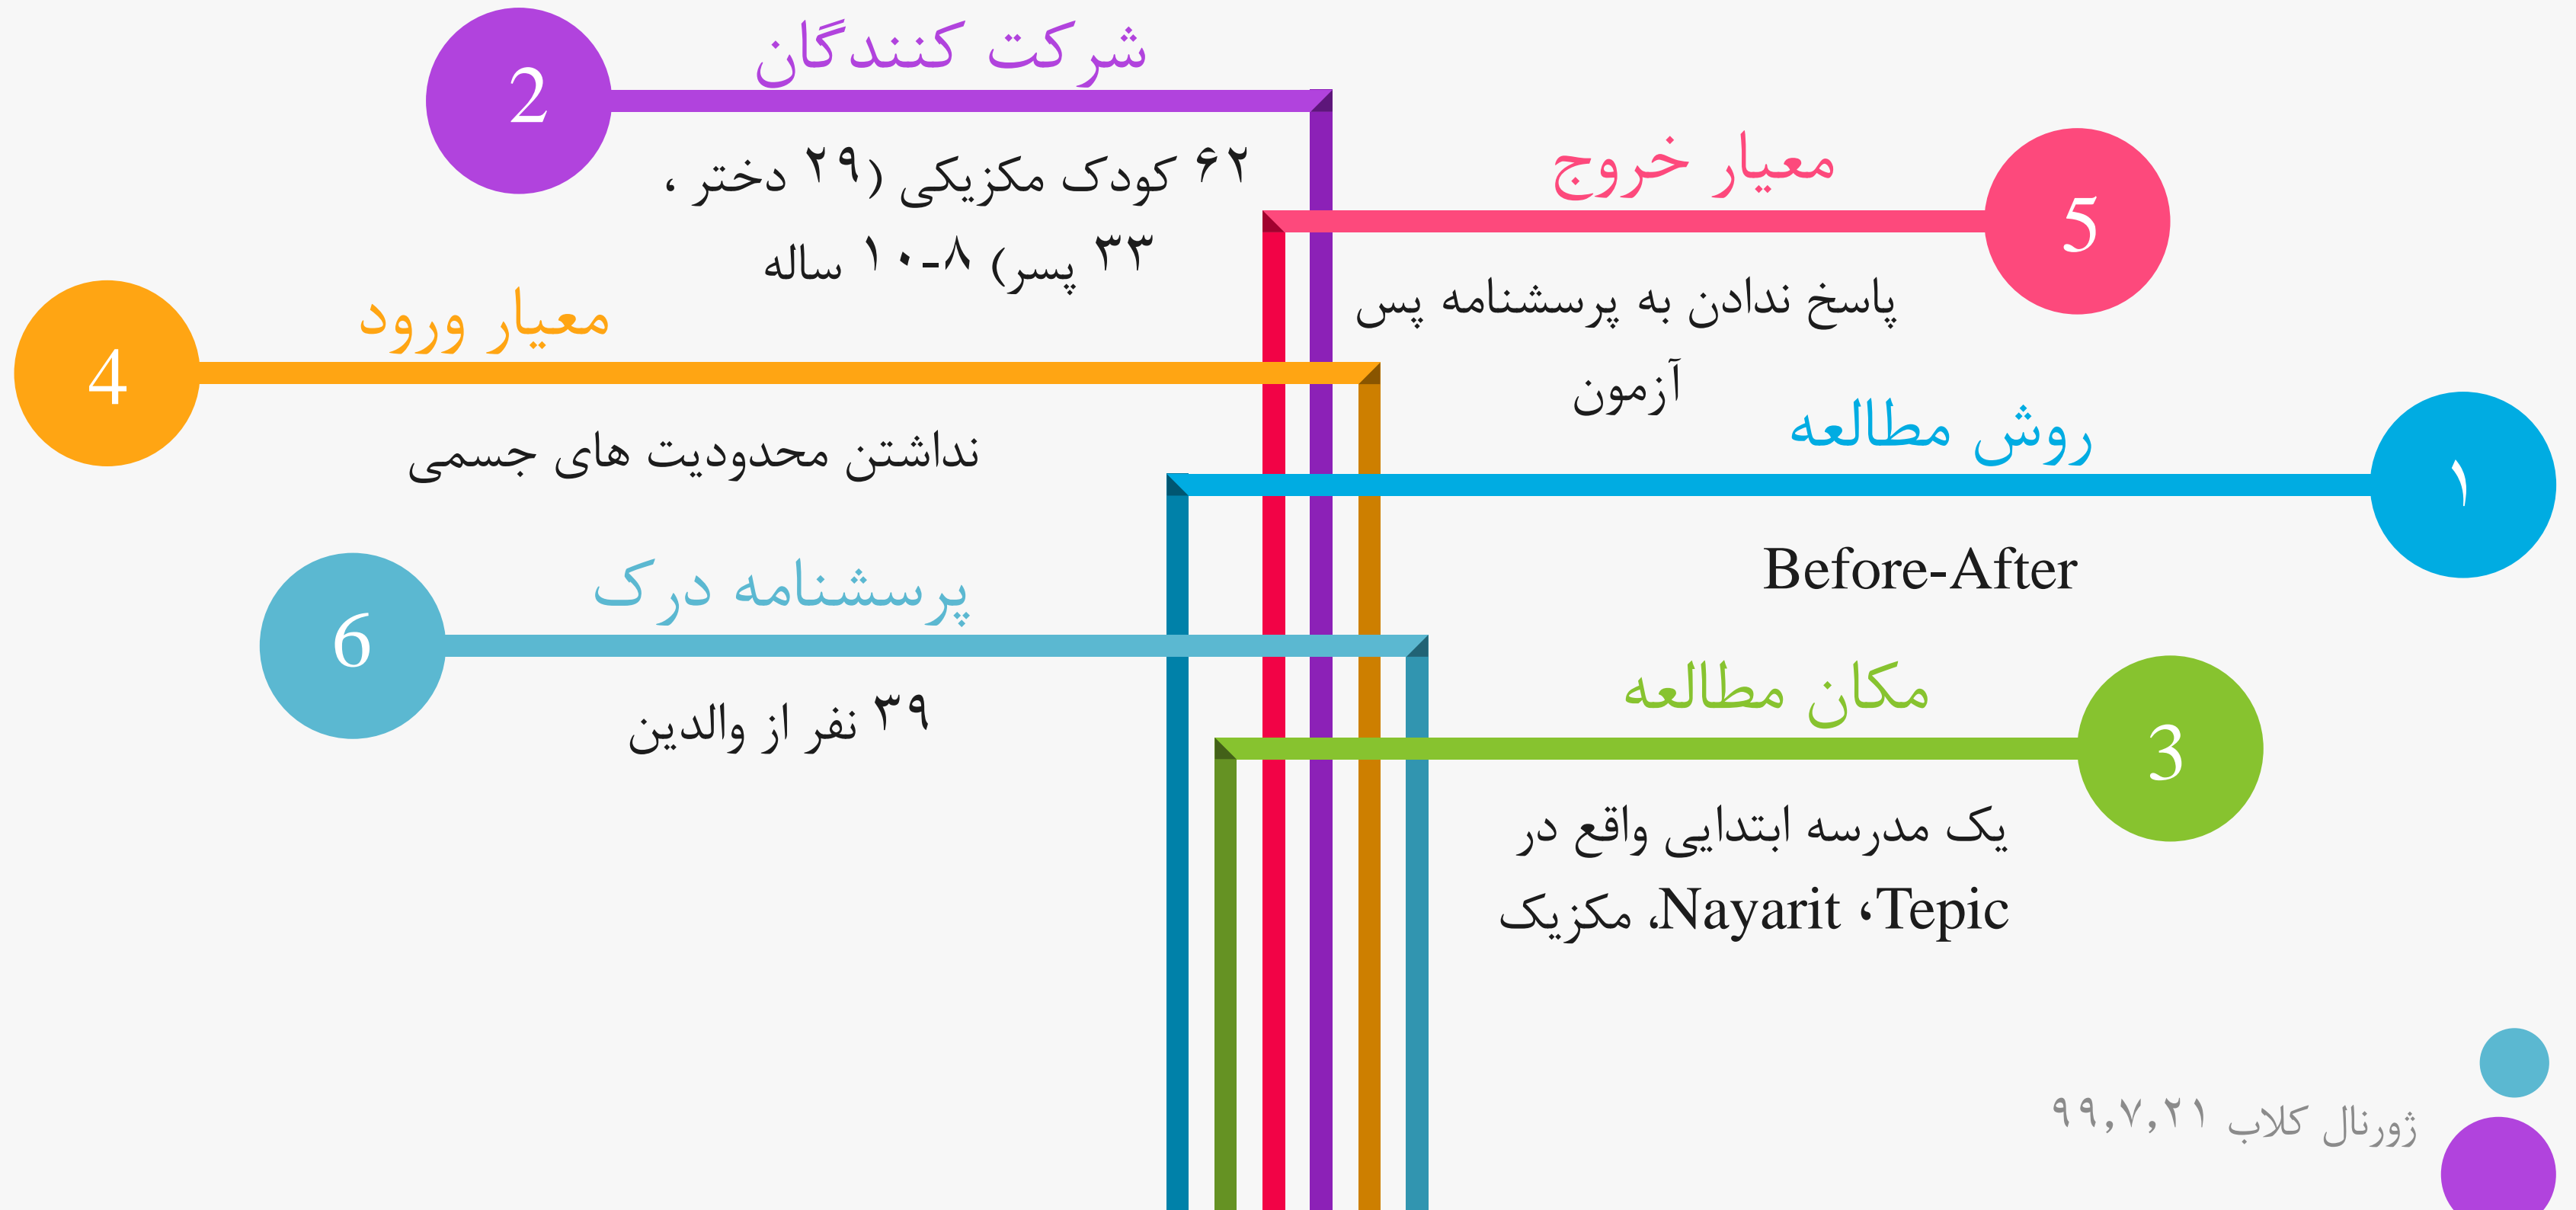 2
شرکت کنندگان
۶۲ کودک مکزیکی (۲۹ دختر ،
۳۳ پسر) ۸-۱۰ ساله
5
معیار خروج
پاسخ ندادن به پرسشنامه پس
آزمون
4
معیار ورود
نداشتن محدودیت های جسمی
۱
روش مطالعه
Before-After
6
پرسشنامه درک
۳۹ نفر از والدین
3
مکان مطالعه
یک مدرسه ابتدایی واقع در
Tepic، Nayarit، مکزیک
ژورنال کلاب ۹۹,۷,۲۱